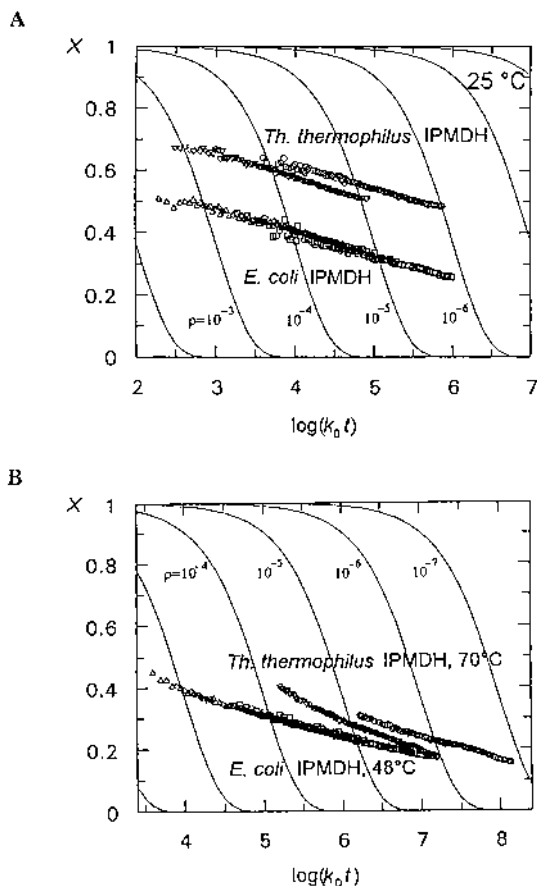 A
X
1
25 °C
0.8
Th. thermophilus IPMDH
0.6
0.4
E. coli IPMDH
0.2
ρ=10⁻³ 10⁻⁴ 10⁻⁵ 10⁻⁶
0
2 3 4 5 6 7
log(k₀ t)
B
X
1
0.8
ρ=10⁻⁴ 10⁻⁵ 10⁻⁶ 10⁻⁷
0.6
Th. thermophilus IPMDH, 70°C
0.4
0.2
E. coli IPMDH, 48°C
0
4 5 6 7 8
log(k₀ t)